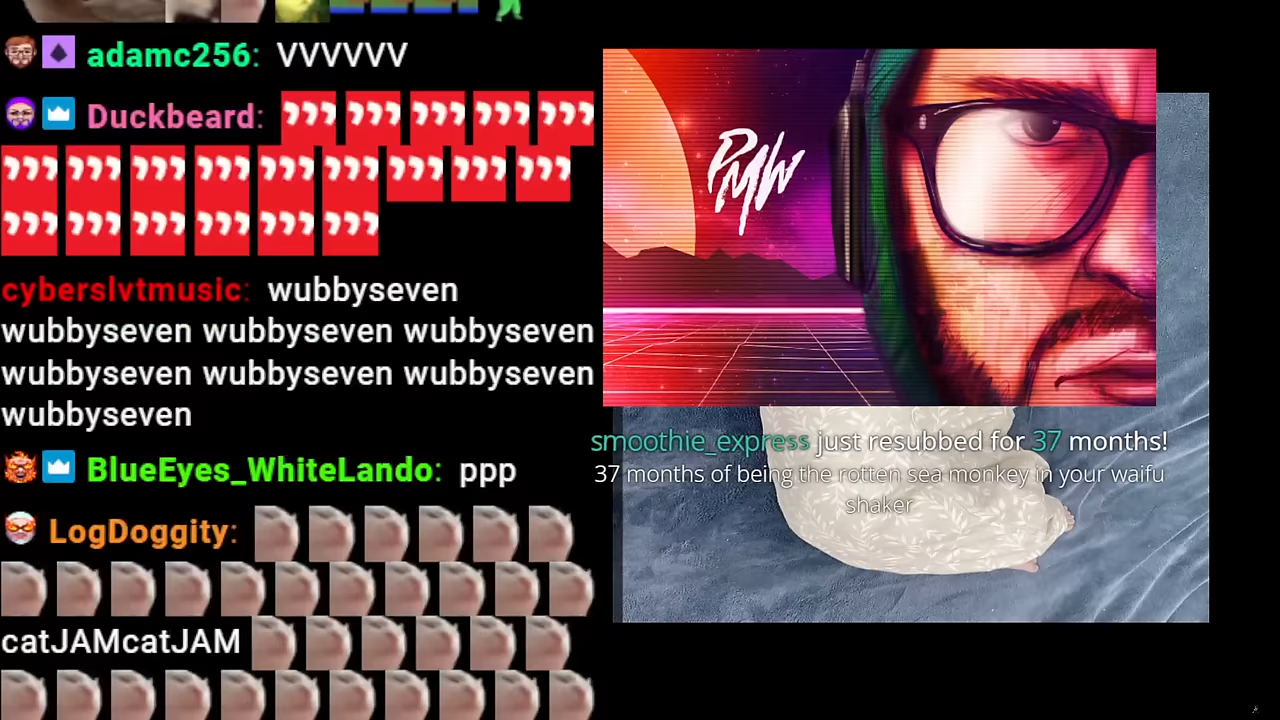 adamc256: VVVVVV
Duckbeard: ??? ??? ??? ??? ???
??? ??? ??? ??? ??? ??? ??? ??? ???
??? ??? ??? ??? ??? ???
cyberslvtmusic: wubbyseven
wubbyseven wubbyseven wubbyseven
wubbyseven wubbyseven wubbyseven
wubbyseven
BlueEyes_WhiteLando: ppp
LogDoggity:
catJAMcatJAM
PMW
smoothie_express just resubbed for 37 months!
37 months of being the rotten sea monkey in your waifu
shaker